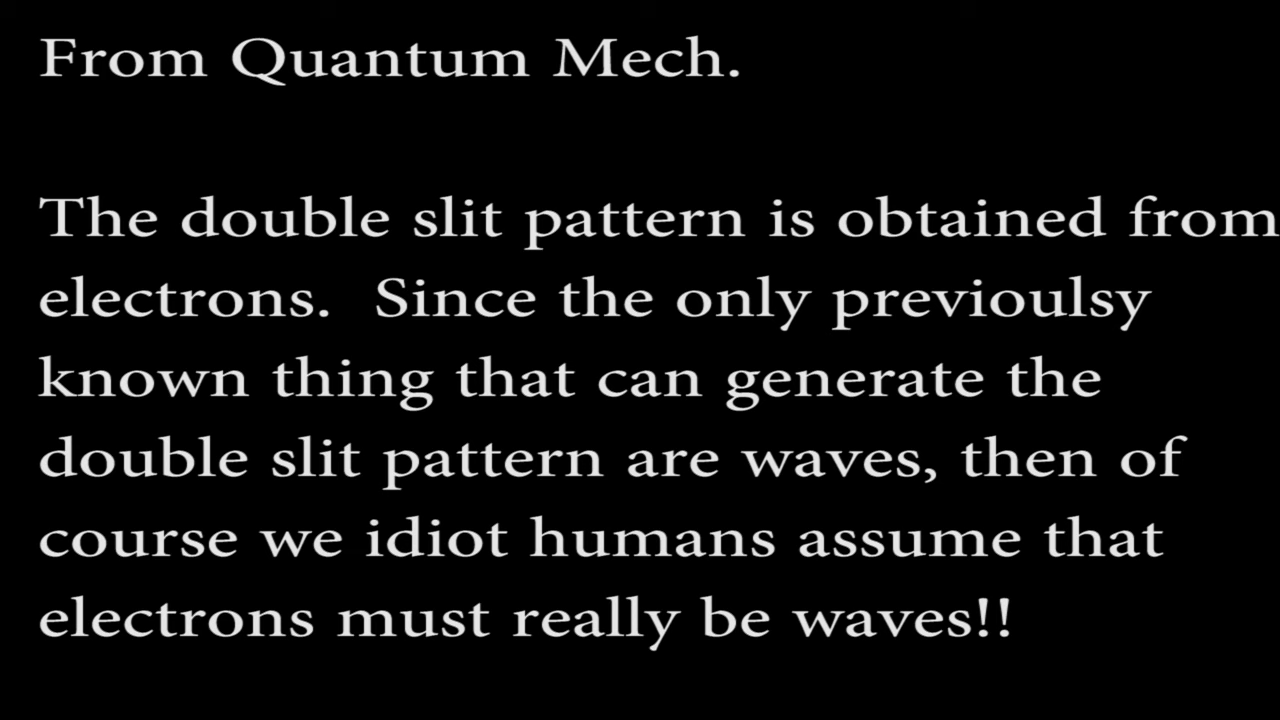 From Quantum Mech.
The double slit pattern is obtained from
electrons.  Since the only previoulsy
known thing that can generate the
double slit pattern are waves, then of
course we idiot humans assume that
electrons must really be waves!!